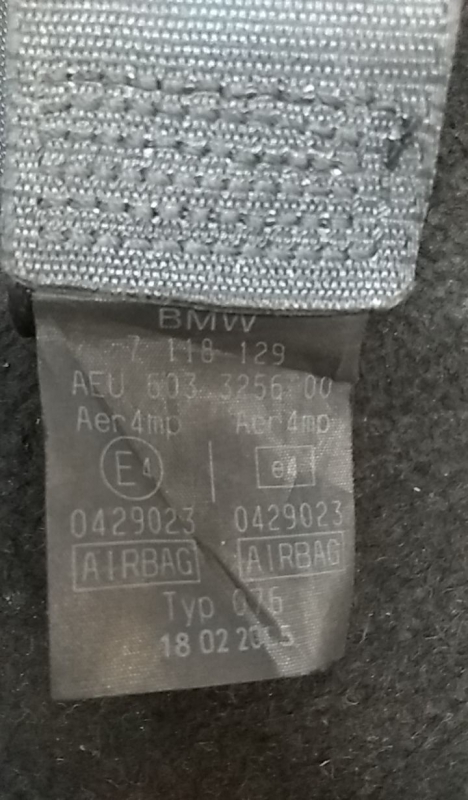 BMW
7 118 129
AEU 603 3256 00
Aer4mp Aer4mp
E4 e4
0429023 0429023
AIRBAG AIRBAG
Typ 076
18 02